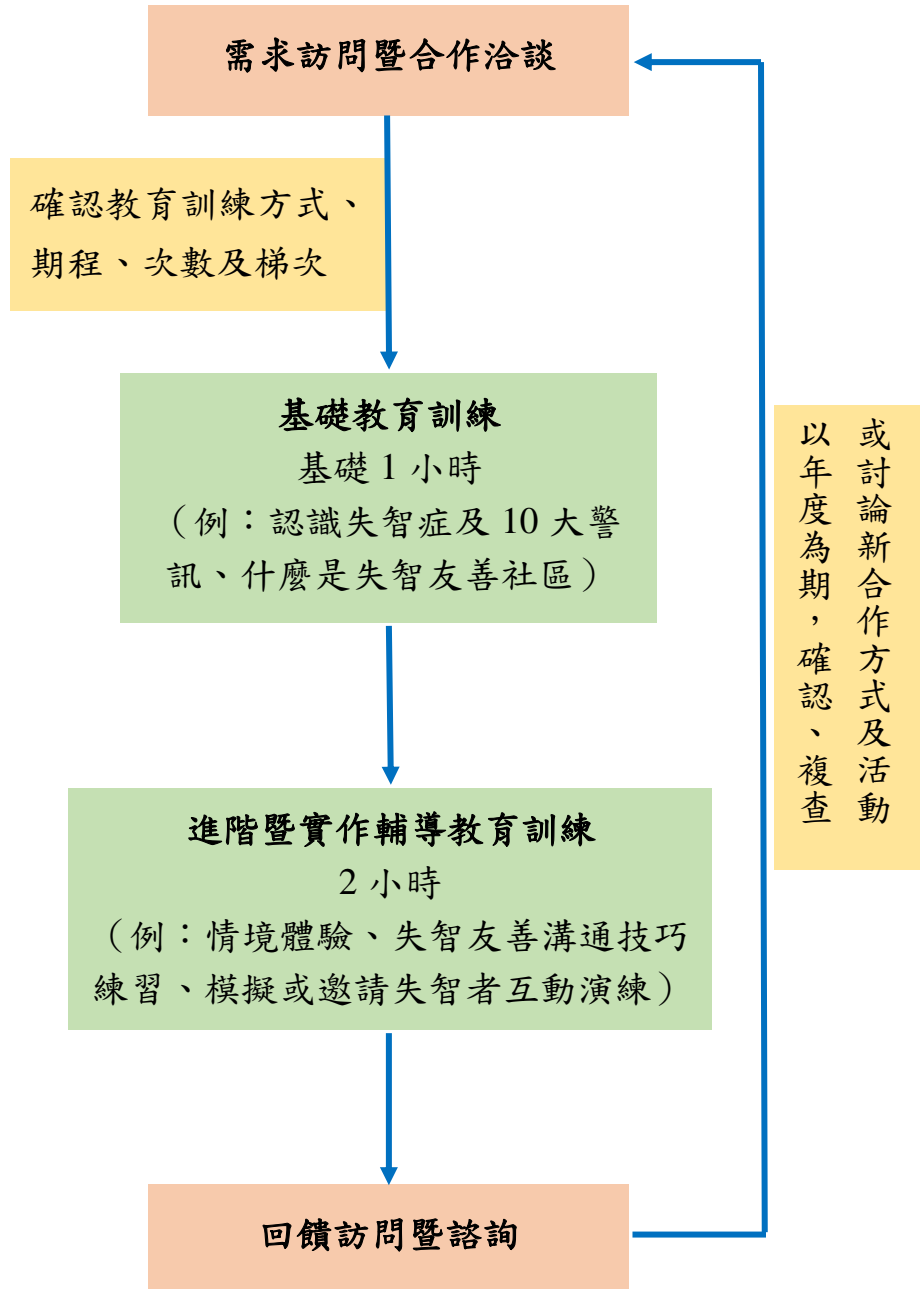 需求訪問暨合作洽談
確認教育訓練方式、
期程、次數及梯次
基礎教育訓練
基礎 1 小時
（例：認識失智症及 10 大警
訊、什麼是失智友善社區）
進階暨實作輔導教育訓練
2 小時
（例：情境體驗、失智友善溝通技巧
練習、模擬或邀請失智者互動演練）
回饋訪問暨諮詢
或討論新合作方式及活動
以年度為期，確認、複查